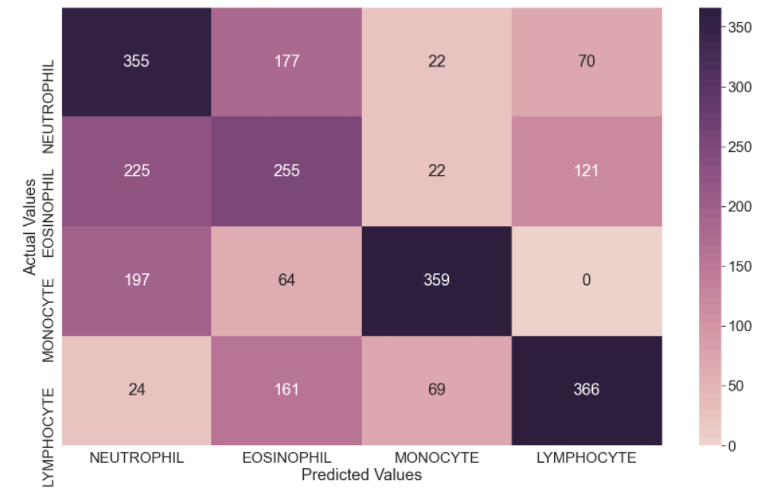 355 177 22 70
225 255 22 121
197 64 359 0
24 161 69 366
NEUTROPHIL
EOSINOPHIL
MONOCYTE
LYMPHOCYTE
Actual Values
NEUTROPHIL EOSINOPHIL MONOCYTE LYMPHOCYTE
Predicted Values
350
300
250
200
150
100
50
0